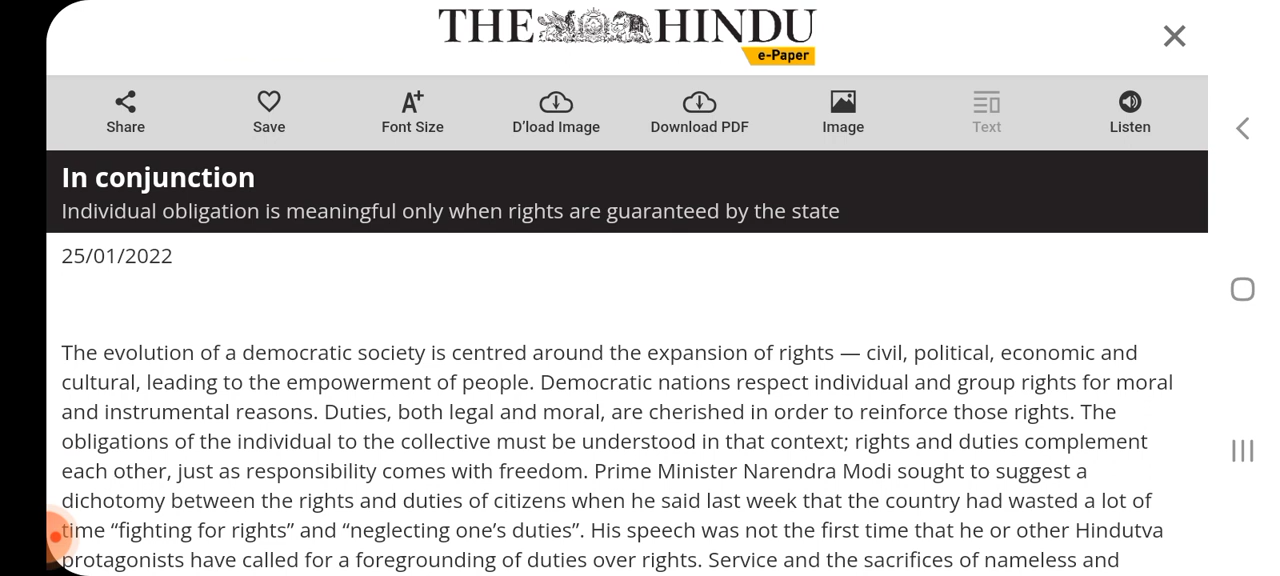 THE HINDU
e-Paper
Share
Save
Font Size
D'load Image
Download PDF
Image
Text
Listen
In conjunction
Individual obligation is meaningful only when rights are guaranteed by the state
25/01/2022
The evolution of a democratic society is centred around the expansion of rights — civil, political, economic and
cultural, leading to the empowerment of people. Democratic nations respect individual and group rights for moral
and instrumental reasons. Duties, both legal and moral, are cherished in order to reinforce those rights. The
obligations of the individual to the collective must be understood in that context; rights and duties complement
each other, just as responsibility comes with freedom. Prime Minister Narendra Modi sought to suggest a
dichotomy between the rights and duties of citizens when he said last week that the country had wasted a lot of
time “fighting for rights” and “neglecting one’s duties”. His speech was not the first time that he or other Hindutva
protagonists have called for a foregrounding of duties over rights. Service and the sacrifices of nameless and